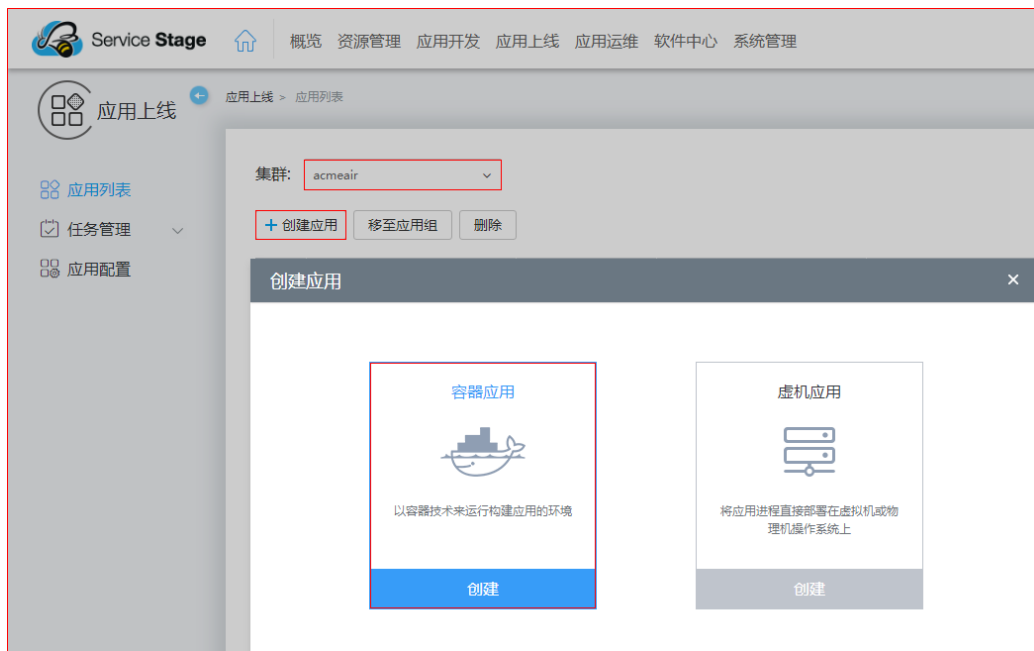 Service Stage 概览 资源管理 应用开发 应用上线 应用运维 软件中心 系统管理
应用上线 应用上线 > 应用列表
集群: acmeair
应用列表
+ 创建应用 移至应用组 删除
任务管理
应用配置
创建应用 ×
容器应用 虚机应用
以容器技术来运行构建应用的环境 将应用进程直接部署在虚拟机或物
理机操作系统上
创建 创建